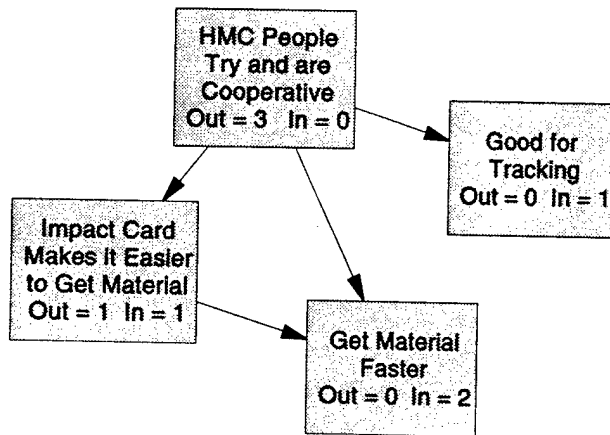 HMC People
Try and are
Cooperative
Out = 3 In = 0
Good for
Tracking
Out = 0 In = 1
Impact Card
Makes it Easier
to Get Material
Out = 1 In = 1
Get Material
Faster
Out = 0 In = 2